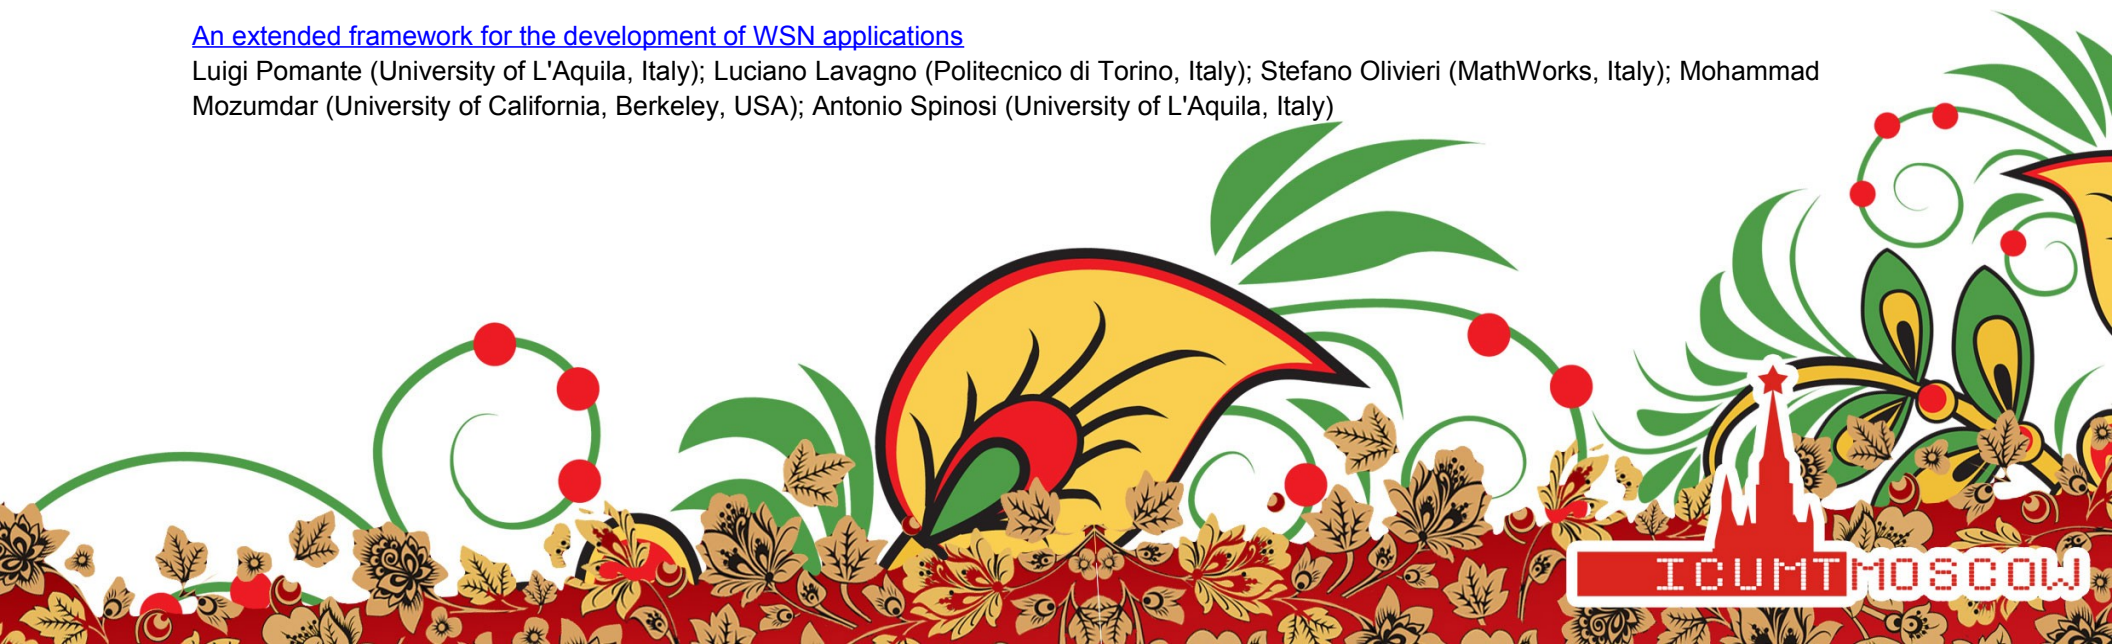 An extended framework for the development of WSN applications
Luigi Pomante (University of L'Aquila, Italy); Luciano Lavagno (Politecnico di Torino, Italy); Stefano Olivieri (MathWorks, Italy); Mohammad
Mozumdar (University of California, Berkeley, USA); Antonio Spinosi (University of L'Aquila, Italy)
ICUMTMOSCOW